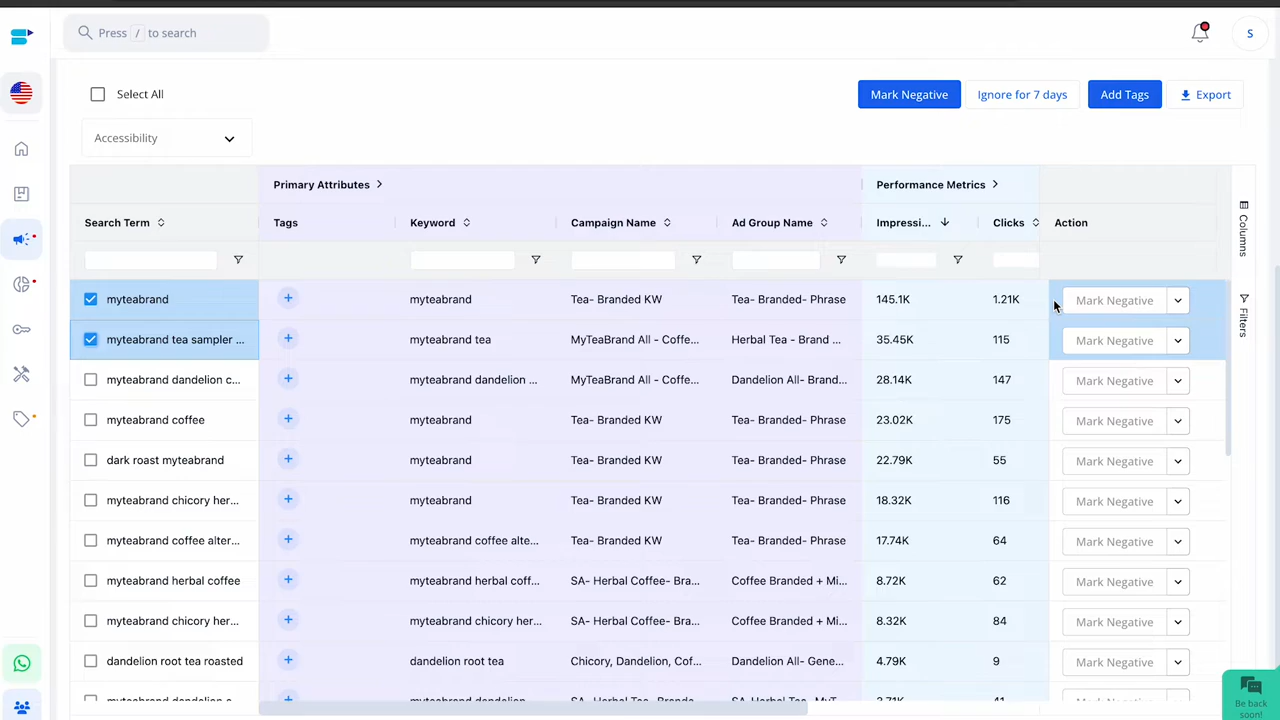 Press / to search
S
Select All
Mark Negative
Ignore for 7 days
Add Tags
Export
Accessibility
Primary Attributes
Performance Metrics
Search Term Tags Keyword Campaign Name Ad Group Name Impressi... Clicks Action
myteabrand myteabrand Tea- Branded KW Tea- Branded- Phrase 145.1K 1.21K Mark Negative
myteabrand tea sampler ... myteabrand tea MyTeaBrand All - Coffe... Herbal Tea - Brand ... 35.45K 115 Mark Negative
myteabrand dandelion c... myteabrand dandelion ... MyTeaBrand All - Coffe... Dandelion All- Brand... 28.14K 147 Mark Negative
myteabrand coffee myteabrand Tea- Branded KW Tea- Branded- Phrase 23.02K 175 Mark Negative
dark roast myteabrand myteabrand Tea- Branded KW Tea- Branded- Phrase 22.79K 55 Mark Negative
myteabrand chicory her... myteabrand Tea- Branded KW Tea- Branded- Phrase 18.32K 116 Mark Negative
myteabrand coffee alter... myteabrand coffee alte... Tea- Branded KW Tea- Branded- Phrase 17.74K 64 Mark Negative
myteabrand herbal coffee myteabrand herbal coff... SA- Herbal Coffee- Bra... Coffee Branded + Mi... 8.72K 62 Mark Negative
myteabrand chicory her... myteabrand chicory her... SA- Herbal Coffee- Bra... Coffee Branded + Mi... 8.32K 84 Mark Negative
dandelion root tea roasted dandelion root tea Chicory, Dandelion, Cof... Dandelion All- Gene... 4.79K 9 Mark Negative
Columns
Filters
Be back
soon!